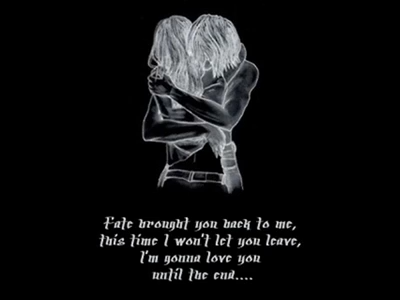 Fate brought you back to me,
this time I won't let you leave,
I'm gonna love you
until the end....